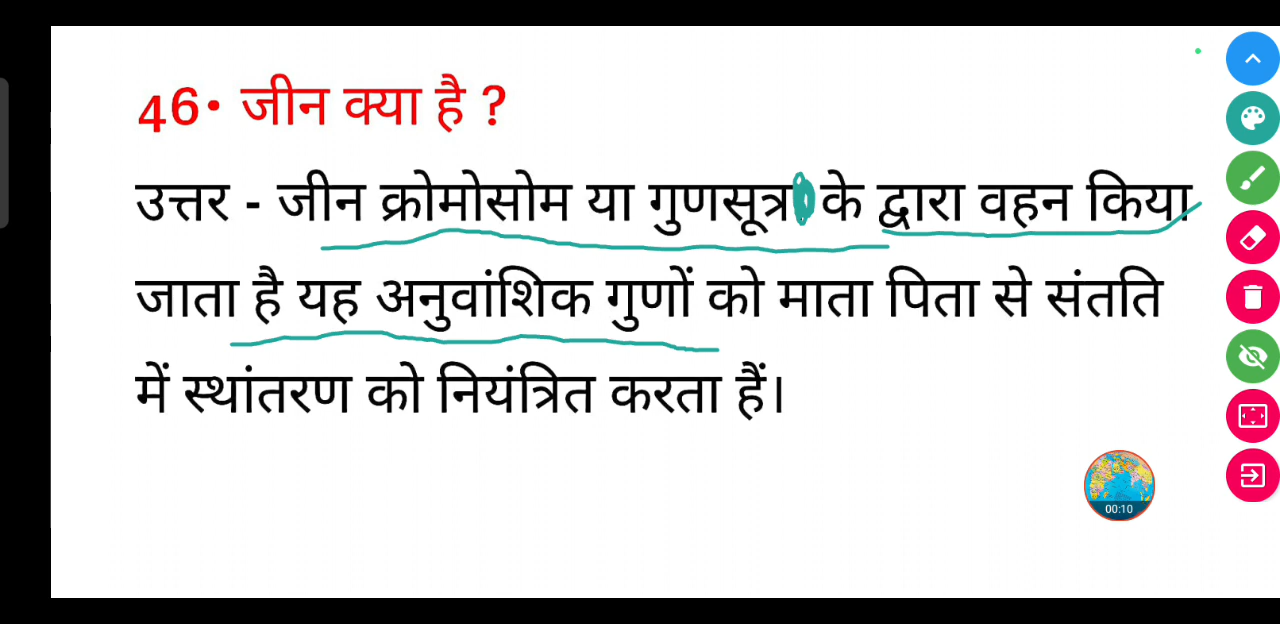 46• जीन क्या है ?
उत्तर - जीन क्रोमोसोम या गुणसूत्र के द्वारा वहन किया
जाता है यह अनुवांशिक गुणों को माता पिता से संतति
में स्थांतरण को नियंत्रित करता हैं।
00:10